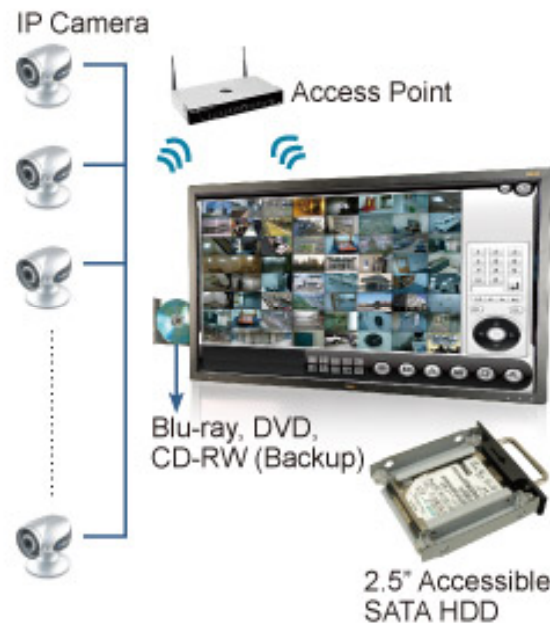 IP Camera
Access Point
Blu-ray, DVD,
CD-RW (Backup)
2.5" Accessible
SATA HDD